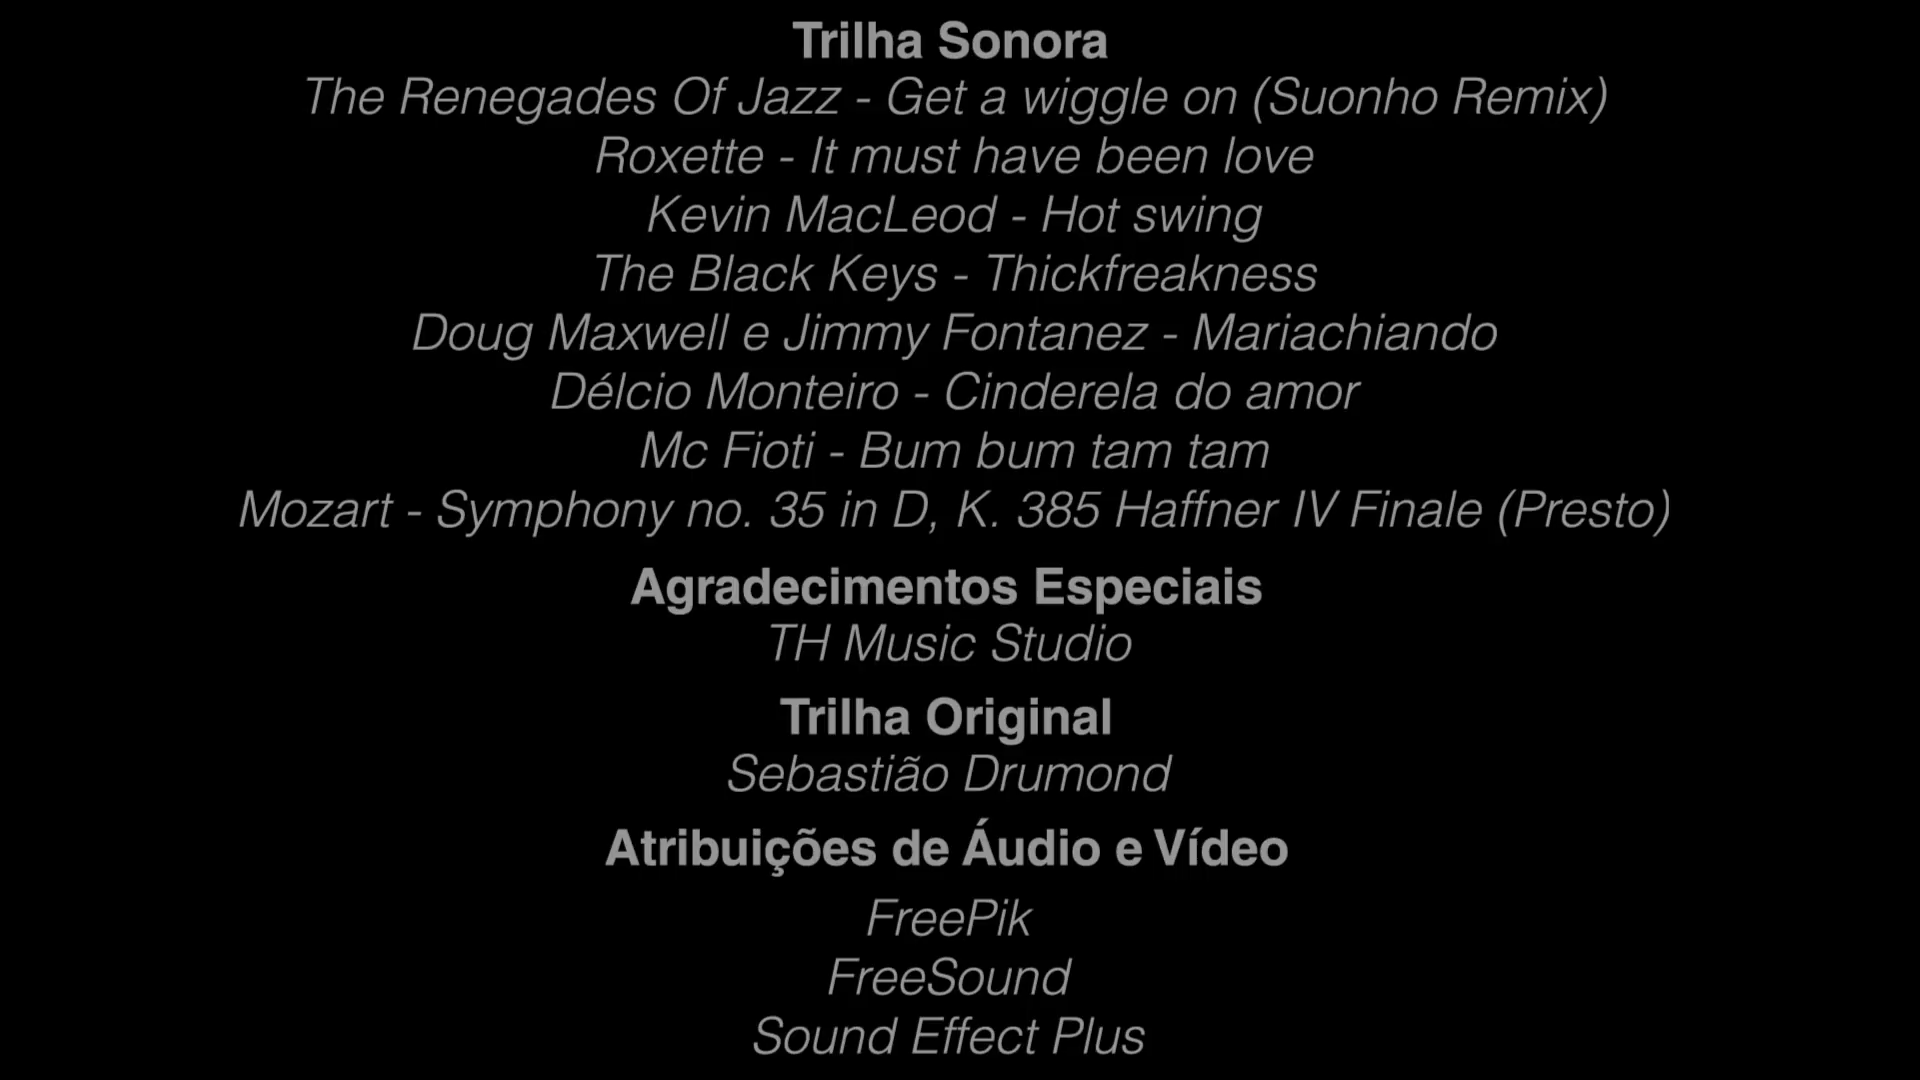 Trilha Sonora
The Renegades Of Jazz - Get a wiggle on (Suonho Remix)
Roxette - It must have been love
Kevin MacLeod - Hot swing
The Black Keys - Thickfreakness
Doug Maxwell e Jimmy Fontanez - Mariachiando
Délcio Monteiro - Cinderela do amor
Mc Fioti - Bum bum tam tam
Mozart - Symphony no. 35 in D, K. 385 Haffner IV Finale (Presto)
Agradecimentos Especiais
TH Music Studio
Trilha Original
Sebastião Drumond
Atribuições de Áudio e Vídeo
FreePik
FreeSound
Sound Effect Plus